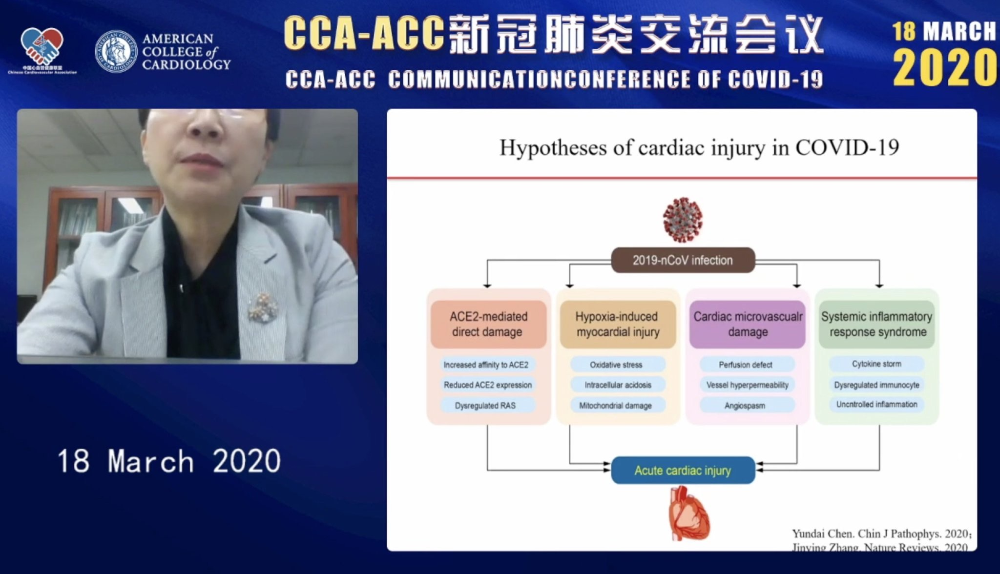 中国心血管健康联盟
Chinese Cardiovascular Association
AMERICAN
COLLEGE of
CARDIOLOGY
CCA-ACC新冠肺炎交流会议
CCA-ACC COMMUNICATIONCONFERENCE OF COVID-19
18 MARCH
2020
18 March 2020
Hypotheses of cardiac injury in COVID-19
2019-nCoV infection
ACE2-mediated
direct damage
Increased affinity to ACE2
Reduced ACE2 expression
Dysregulated RAS
Hypoxia-induced
myocardial injury
Oxidative stress
Intracellular acidosis
Mitochondrial damage
Cardiac microvascualr
damage
Perfusion defect
Vessel hyperpermeability
Angiospasm
Systemic inflammatory
response syndrome
Cytokine storm
Dysregulated immunocyte
Uncntrolled inflammation
Acute cardiac injury
Yundai Chen. Chin J Pathophys. 2020;
Jinying Zhang. Nature Reviews. 2020